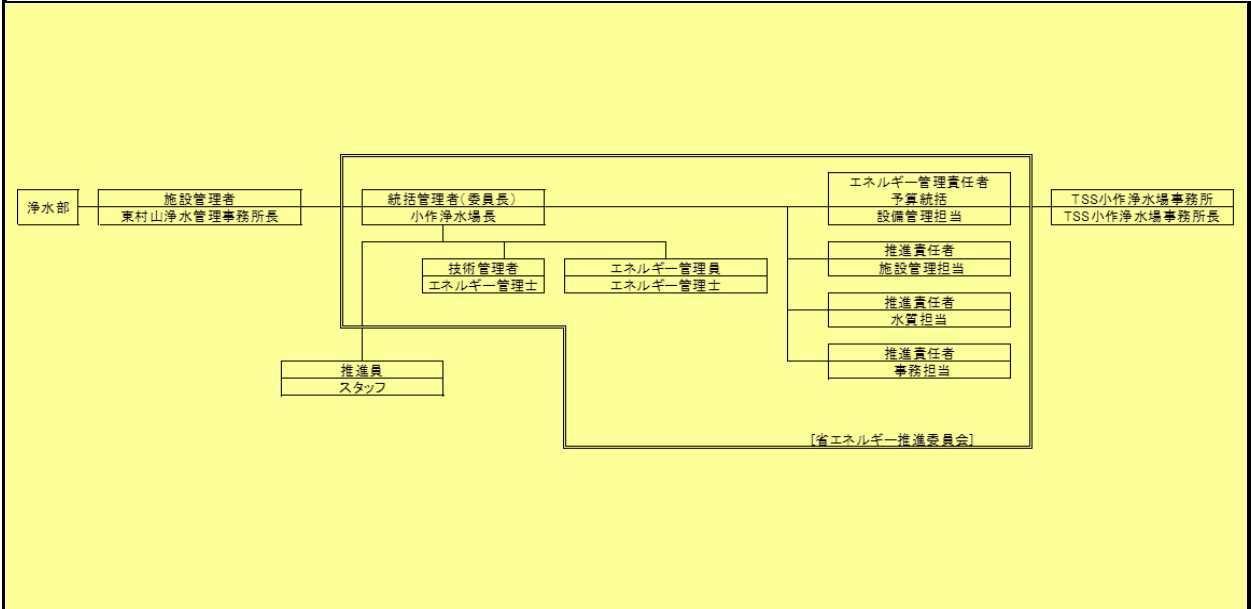 浄水部
施設管理者
東村山浄水管理事務所長
統括管理者(委員長)
小作浄水場長
エネルギー管理責任者
予算統括
設備管理担当
TSS小作浄水場事務所
TSS小作浄水場事務所長
技術管理者
エネルギー管理士
エネルギー管理員
エネルギー管理士
推進責任者
施設管理担当
推進責任者
水質担当
推進責任者
事務担当
推進員
スタッフ
[省エネルギー推進委員会]